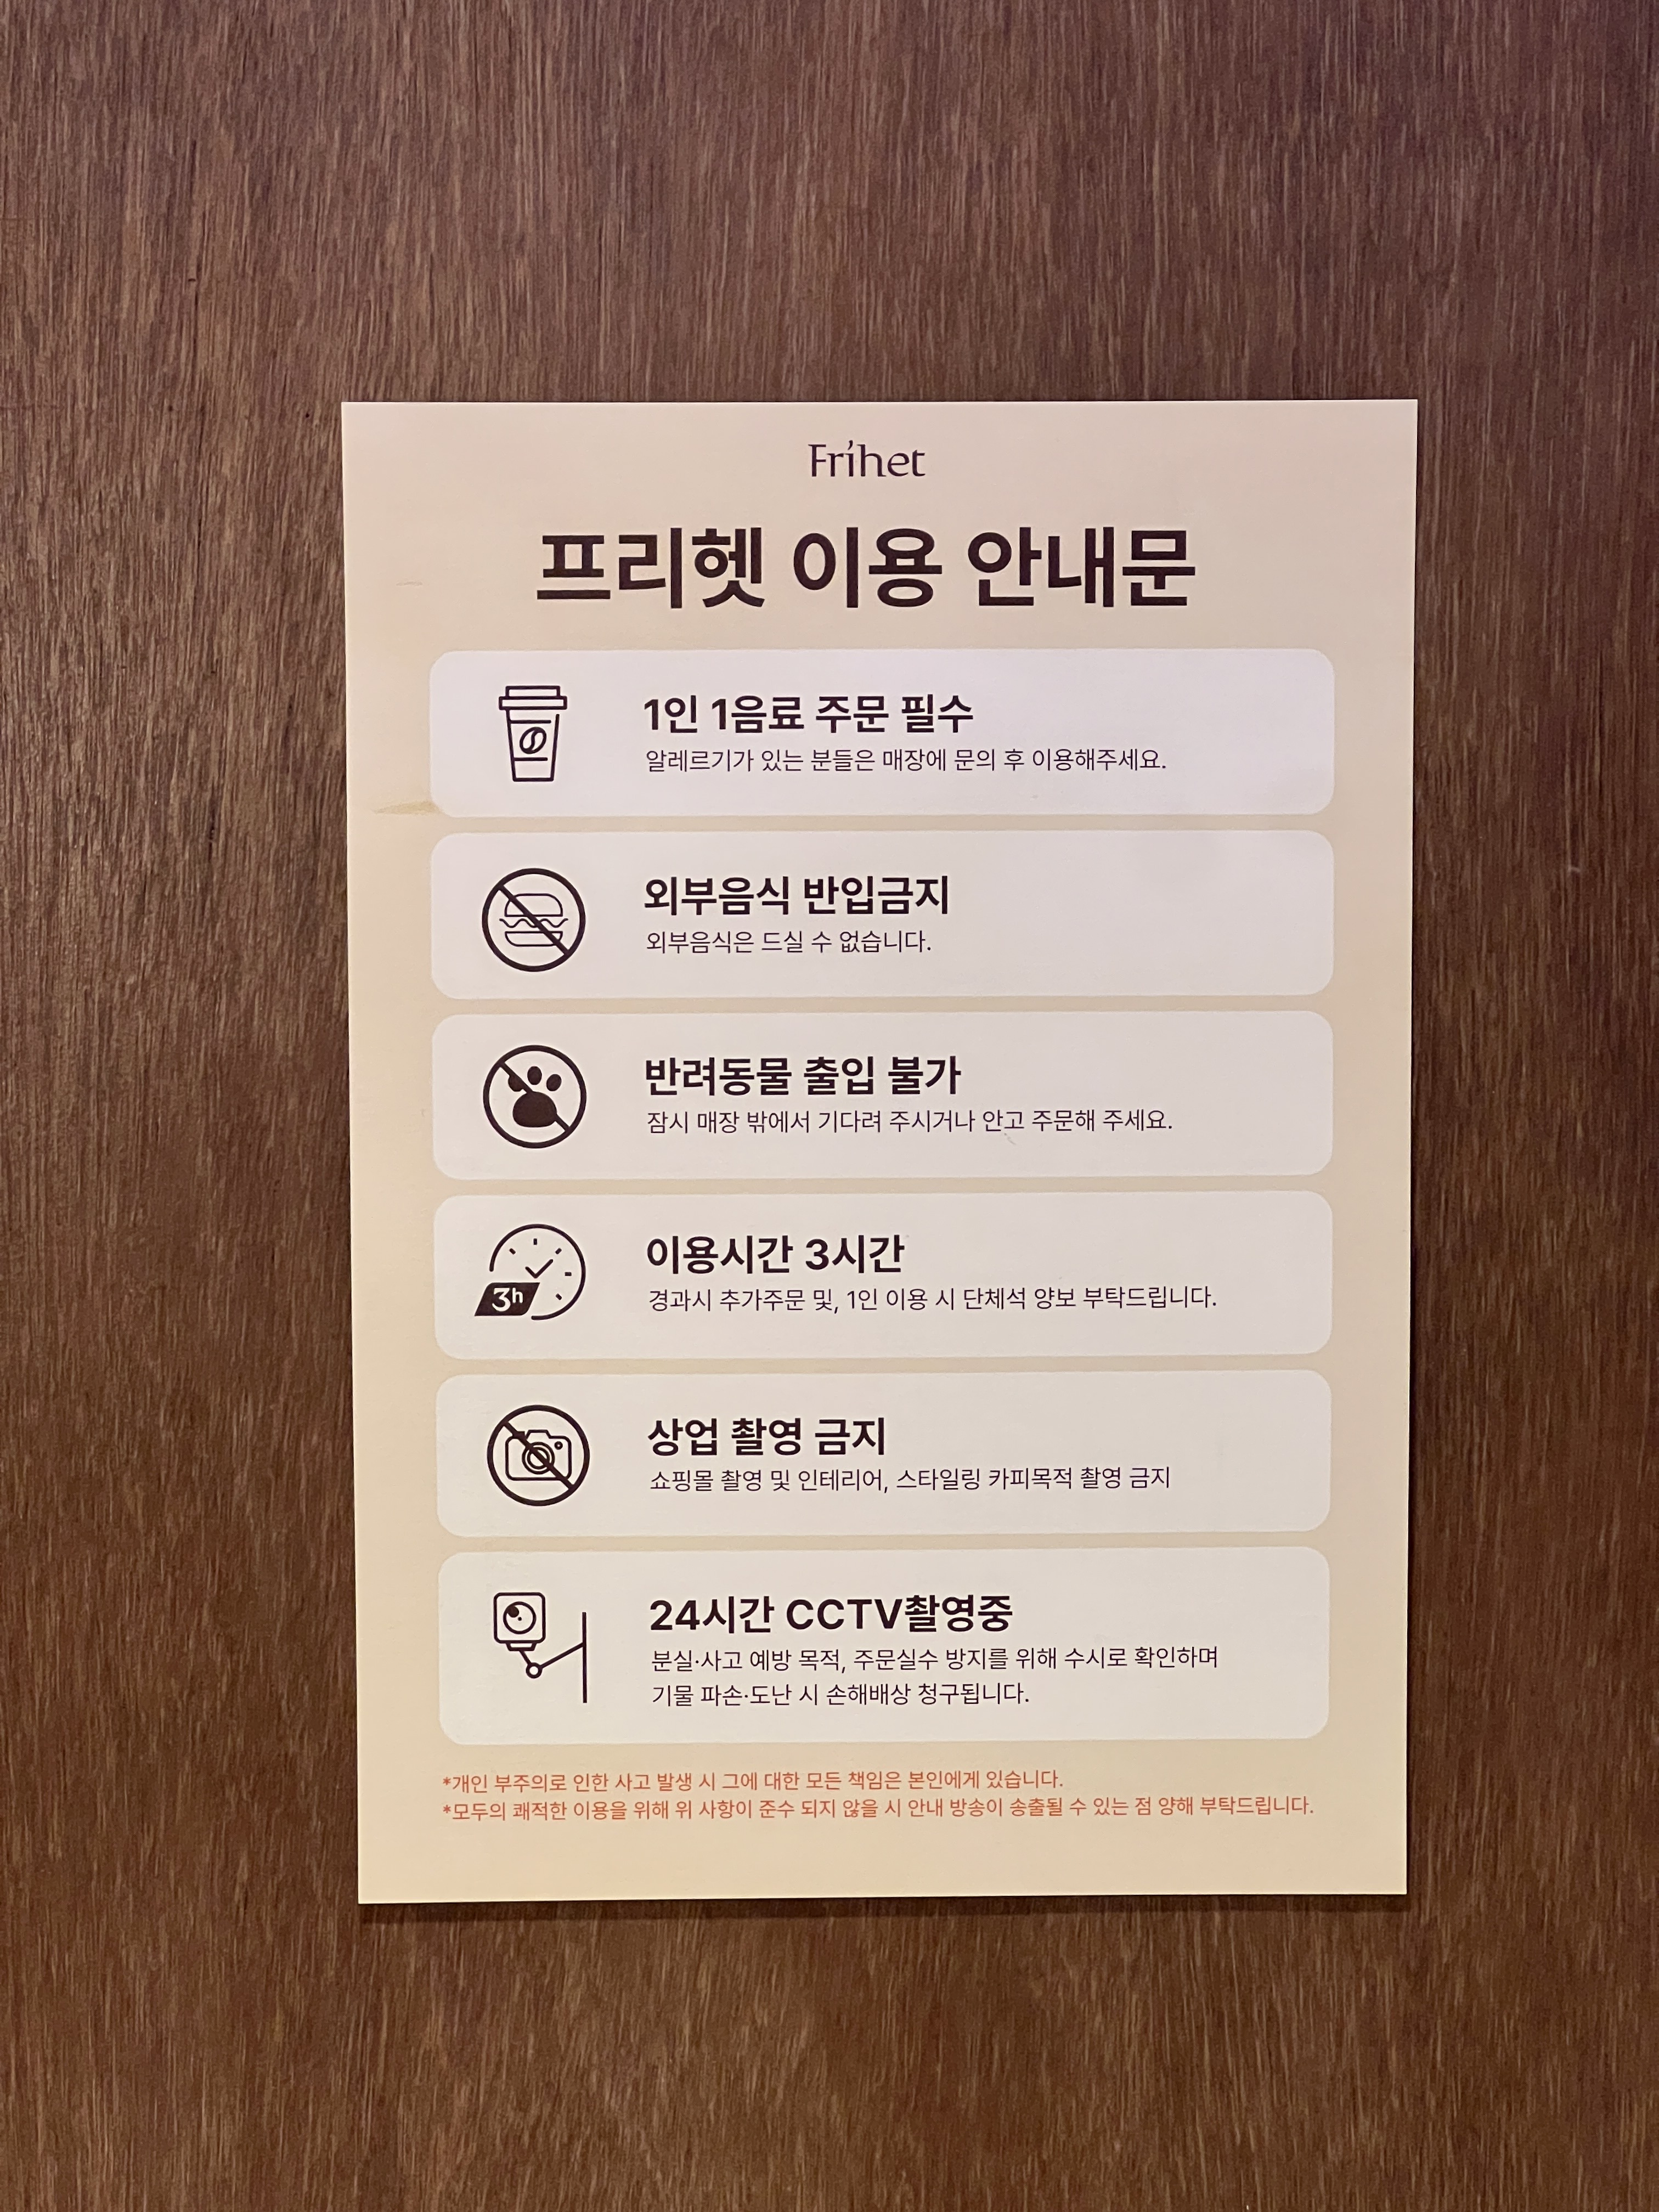 Frihet
프리헷 이용 안내문
1인 1음료 주문 필수
알레르기가 있는 분들은 매장에 문의 후 이용해주세요.
외부음식 반입금지
외부음식은 드실 수 없습니다.
반려동물 출입 불가
잠시 매장 밖에서 기다려 주시거나 안고 주문해 주세요.
이용시간 3시간
3h
경과시 추가주문 및, 1인 이용 시 단체석 양보 부탁드립니다.
상업 촬영 금지
쇼핑몰 촬영 및 인테리어, 스타일링 카피목적 촬영 금지
24시간 CCTV촬영중
분실·사고 예방 목적, 주문실수 방지를 위해 수시로 확인하며
기물 파손·도난 시 손해배상 청구됩니다.
*개인 부주의로 인한 사고 발생 시 그에 대한 모든 책임은 본인에게 있습니다.
*모두의 쾌적한 이용을 위해 위 사항이 준수 되지 않을 시 안내 방송이 송출될 수 있는 점 양해 부탁드립니다.